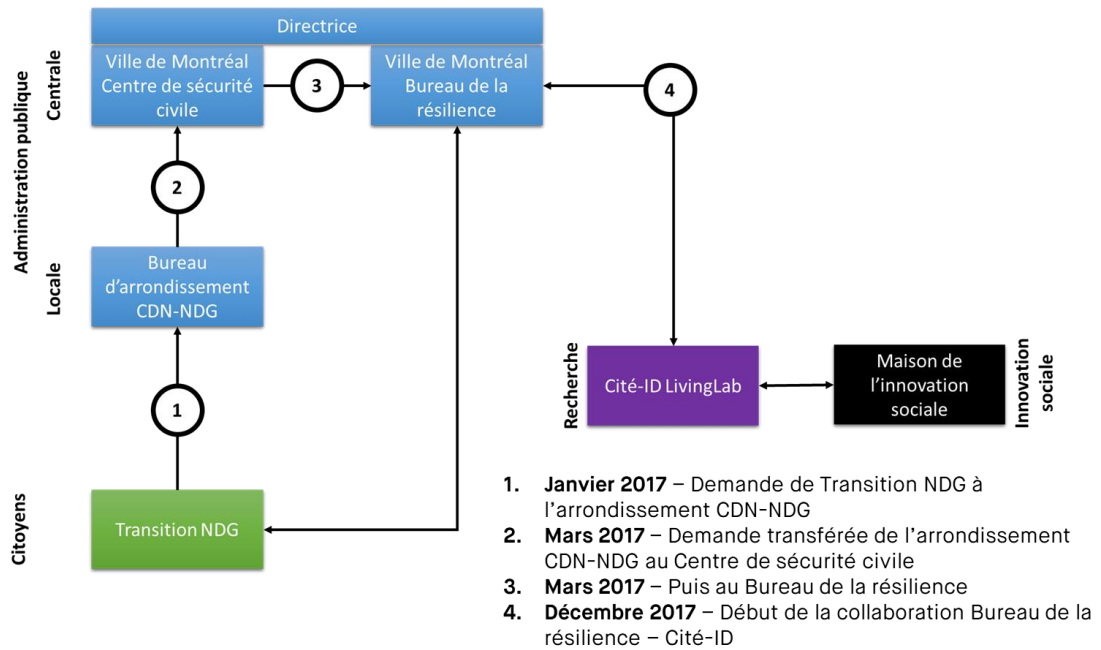 Directrice
Administration publique
Centrale
Ville de Montréal
Centre de sécurité
civile
3
Ville de Montréal
Bureau de la
résilience
4
2
Locale
Bureau
d'arrondissement
CDN-NDG
1
Recherche
Cité-ID LivingLab
Maison de
l'innovation
sociale
Innovation
sociale
Citoyens
Transition NDG
1. Janvier 2017 – Demande de Transition NDG à
l'arrondissement CDN-NDG
2. Mars 2017 – Demande transférée de l'arrondissement
CDN-NDG au Centre de sécurité civile
3. Mars 2017 – Puis au Bureau de la résilience
4. Décembre 2017 – Début de la collaboration Bureau de la
résilience – Cité-ID